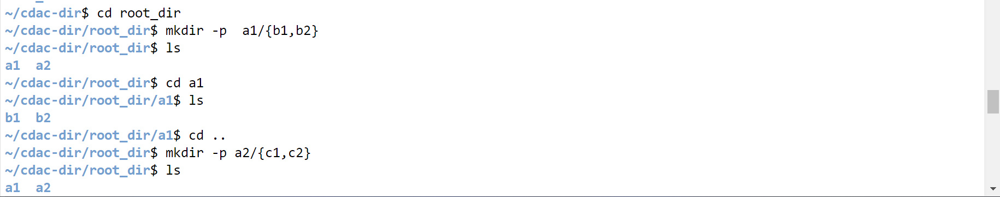 ~/cdac-dir$ cd root_dir
~/cdac-dir/root_dir$ mkdir -p  a1/{b1,b2}
~/cdac-dir/root_dir$ ls
a1  a2
~/cdac-dir/root_dir$ cd a1
~/cdac-dir/root_dir/a1$ ls
b1  b2
~/cdac-dir/root_dir/a1$ cd ..
~/cdac-dir/root_dir$ mkdir -p a2/{c1,c2}
~/cdac-dir/root_dir$ ls
a1  a2